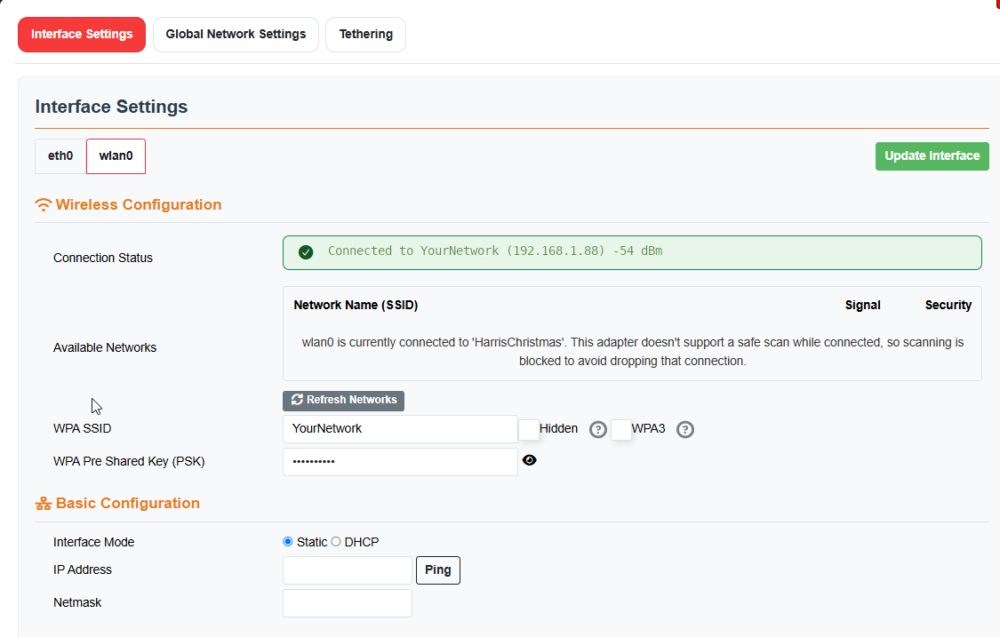 Interface Settings Global Network Settings Tethering
Interface Settings
eth0 wlan0 Update Interface
Wireless Configuration
Connection Status Connected to YourNetwork (192.168.1.88) -54 dBm
Network Name (SSID) Signal Security
Available Networks
wlan0 is currently connected to 'HarrisChristmas'. This adapter doesn't support a safe scan while connected, so scanning is
blocked to avoid dropping that connection.
Refresh Networks
WPA SSID YourNetwork Hidden ? WPA3 ?
WPA Pre Shared Key (PSK) ••••••••••
Basic Configuration
Interface Mode Static DHCP
IP Address Ping
Netmask